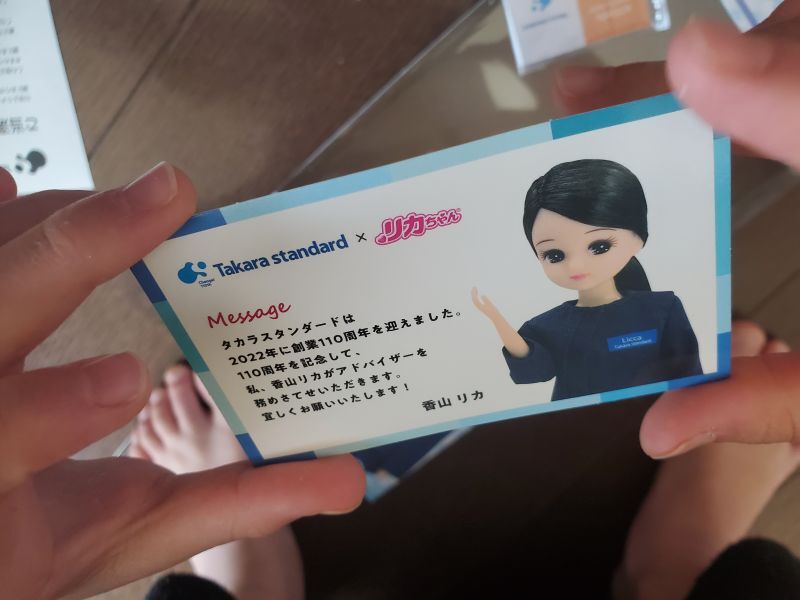 Takara standard × リカちゃん
Message
タカラスタンダードは
2022年に創業110周年を迎えました。
110周年を記念して、
私、香山リカがアドバイザーを
務めさせていただきます。
宜しくお願いいたします！
香山 リカ
Licca
Takara standard